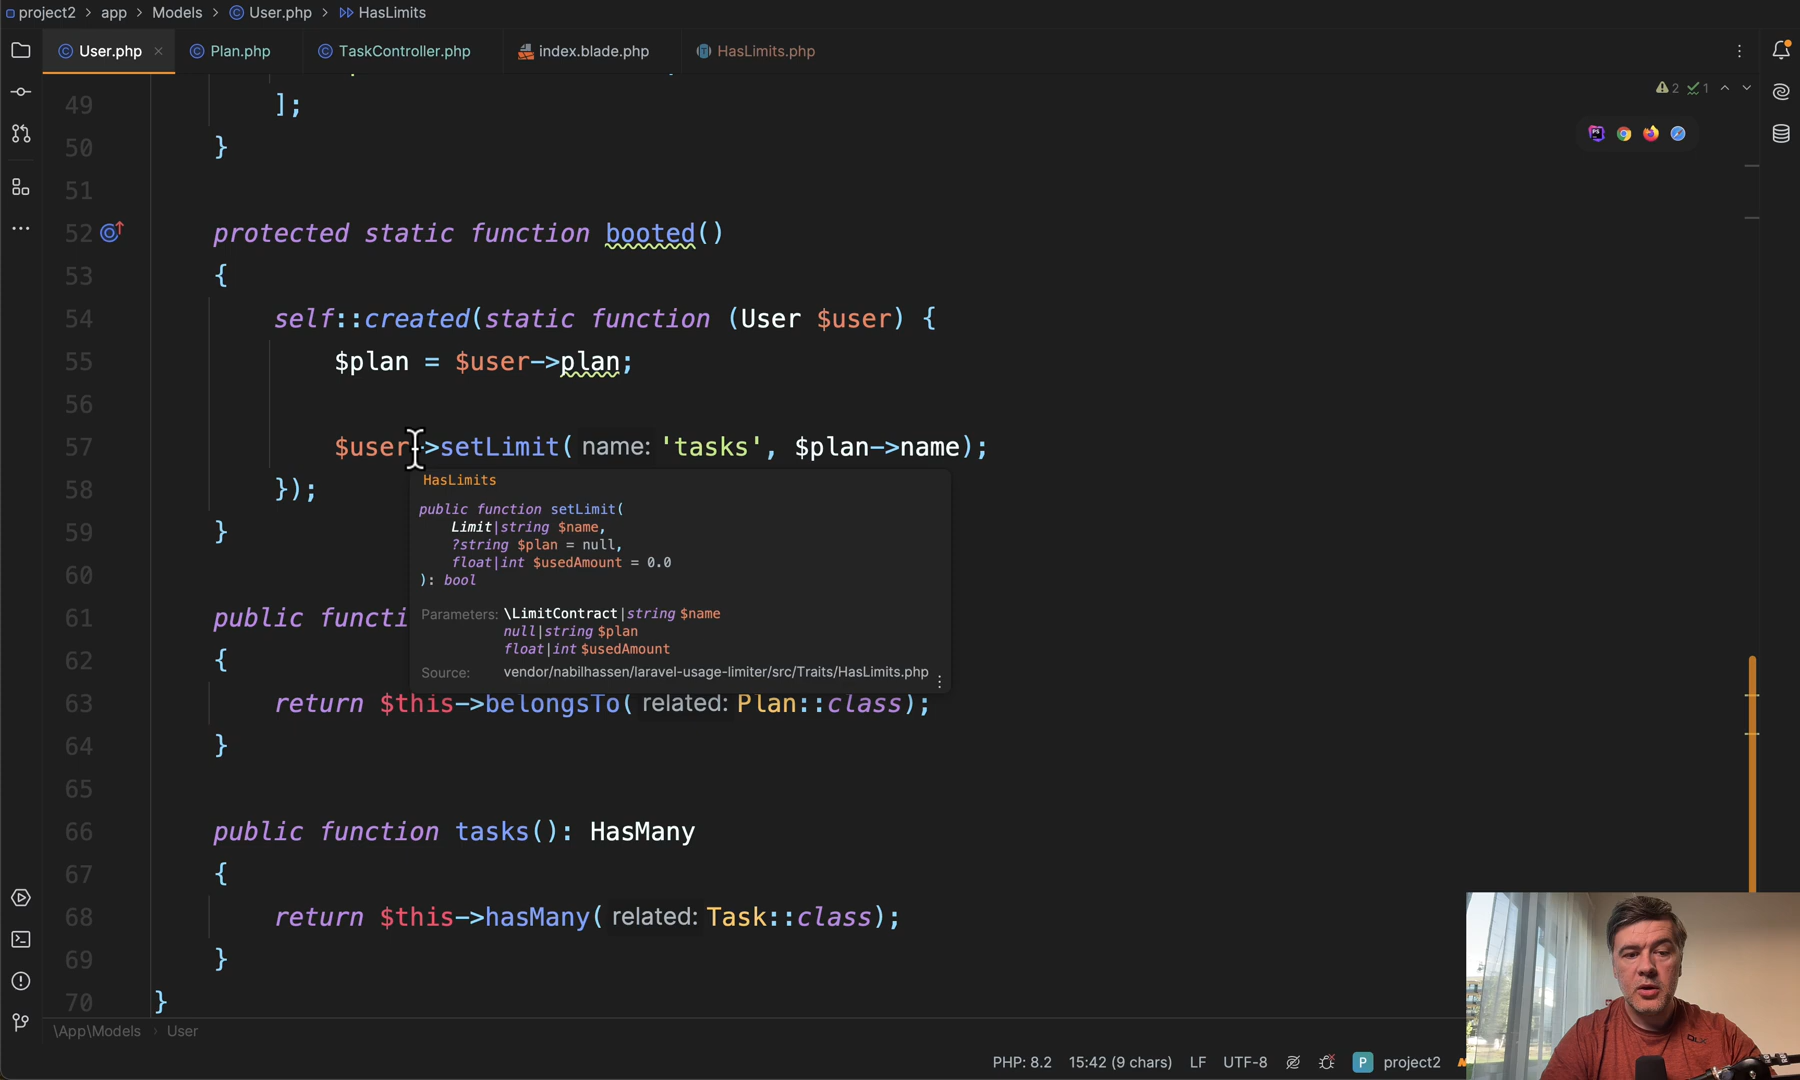 project2 > app > Models > User.php > HasLimits
User.php × Plan.php TaskController.php index.blade.php HasLimits.php
2 1
49 ];
50 }
51
52 protected static function booted()
53 {
54 self::created(static function (User $user) {
55 $plan = $user->plan;
56
57 $user->setLimit( name: 'tasks', $plan->name);
58 });
59 }
60
61 public functi
62 {
63 return $this->belongsTo( related: Plan::class);
64 }
65
66 public function tasks(): HasMany
67 {
68 return $this->hasMany( related: Task::class);
69 }
70 }
HasLimits
public function setLimit(
Limit|string $name,
?string $plan = null,
float|int $usedAmount = 0.0
): bool
Parameters: \LimitContract|string $name
null|string $plan
float|int $usedAmount
Source: vendor/nabilhassen/laravel-usage-limiter/src/Traits/HasLimits.php
\App\Models > User
PHP: 8.2 15:42 (9 chars) LF UTF-8 P project2